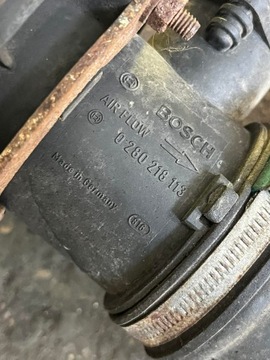 BOSCH
AIR FLOW
0 280 218 113
Made in Germany